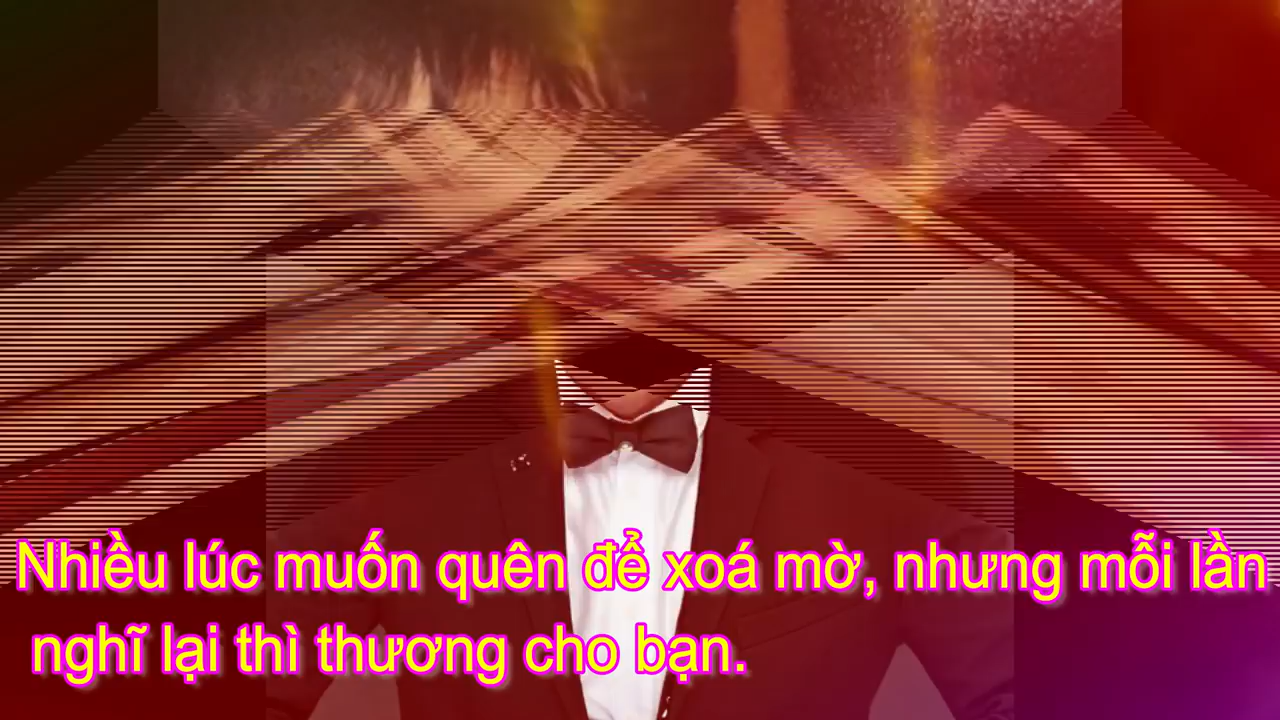 Nhiều lúc muốn quên để xoá mờ, nhưng mỗi lần
nghĩ lại thì thương cho bạn.